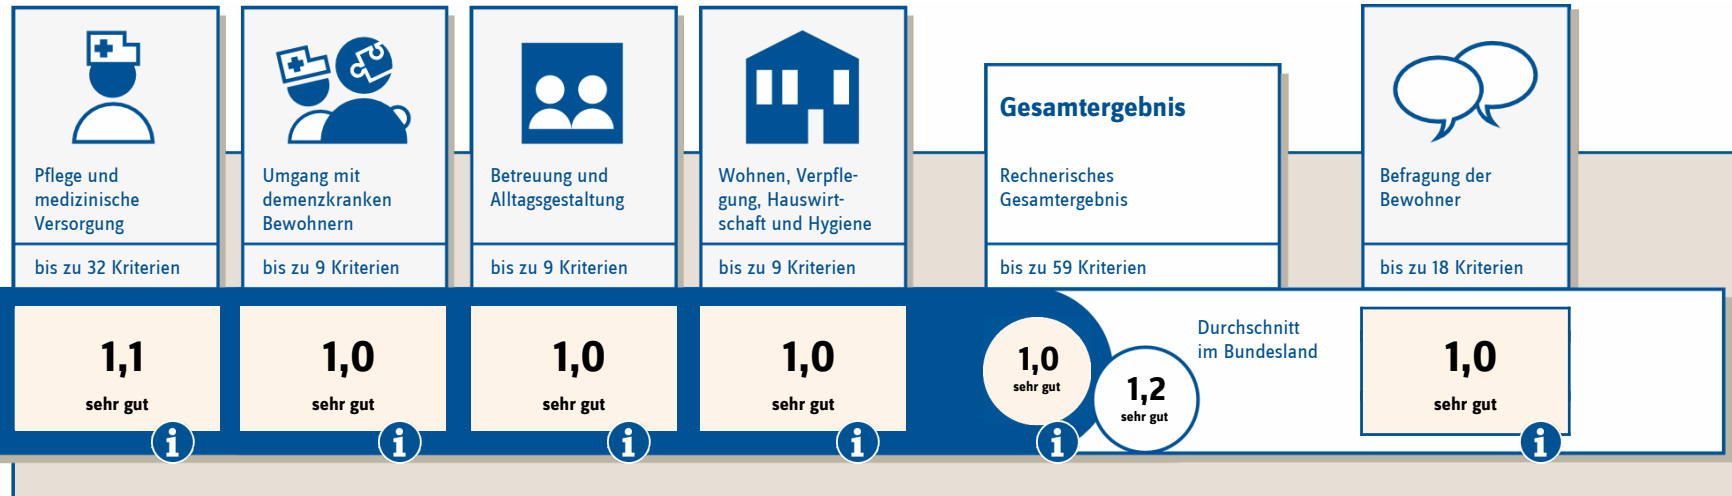 Pflege und
medizinische
Versorgung
bis zu 32 Kriterien
1,1
sehr gut
Umgang mit
demenzkranken
Bewohnern
bis zu 9 Kriterien
1,0
sehr gut
Betreuung und
Alltagsgestaltung
bis zu 9 Kriterien
1,0
sehr gut
Wohnen, Verpfle-
gung, Hauswirt-
schaft und Hygiene
bis zu 9 Kriterien
1,0
sehr gut
Gesamtergebnis
Rechnerisches
Gesamtergebnis
bis zu 59 Kriterien
1,0
sehr gut
1,2
sehr gut
Durchschnitt
im Bundesland
Befragung der
Bewohner
bis zu 18 Kriterien
1,0
sehr gut